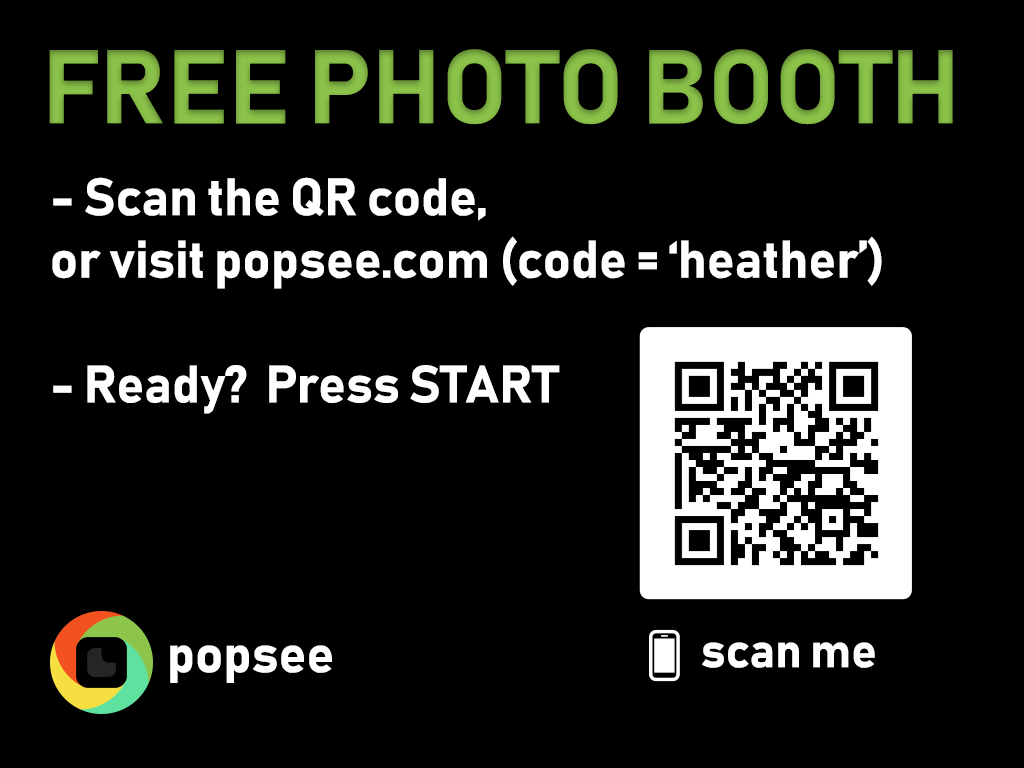 FREE PHOTO BOOTH
- Scan the QR code,
or visit popsee.com (code = ‘heather’)
- Ready?  Press START
popsee
scan me